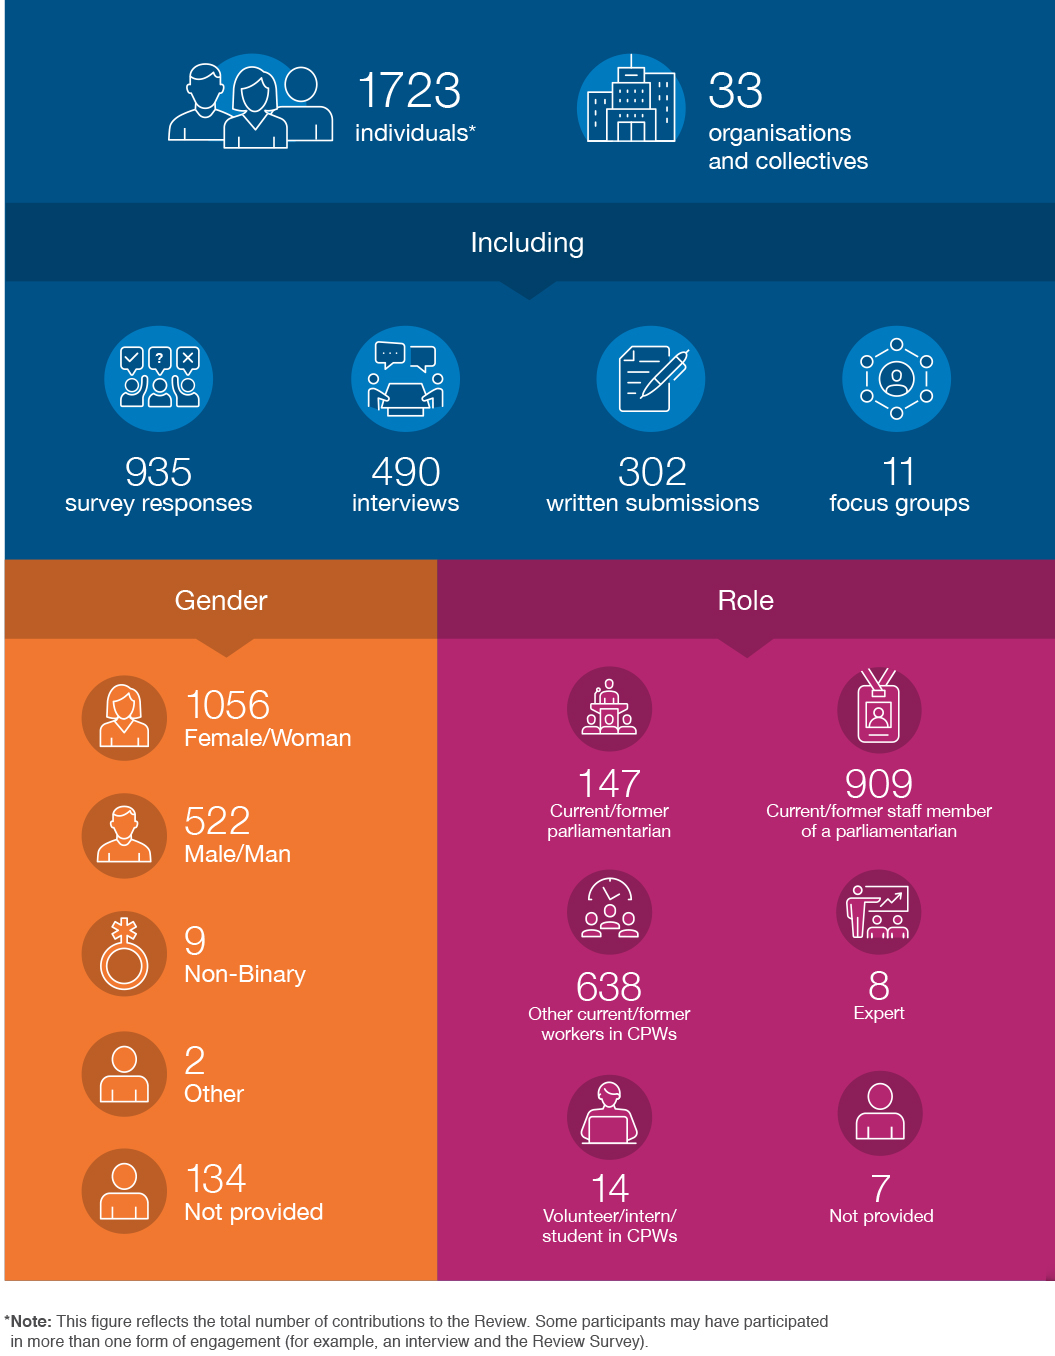 1723
individuals*
33
organisations
and collectives
Including
?
935
survey responses
490
interviews
302
written submissions
11
focus groups
Gender
1056
Female/Woman
522
Male/Man
9
Non-Binary
2
Other
134
Not provided
Role
147
Current/former
parliamentarian
909
Current/former staff member
of a parliamentarian
638
Other current/former
workers in CPWs
8
Expert
14
Volunteer/intern/
student in CPWs
7
Not provided
*Note: This figure reflects the total number of contributions to the Review. Some participants may have participated
in more than one form of engagement (for example, an interview and the Review Survey).